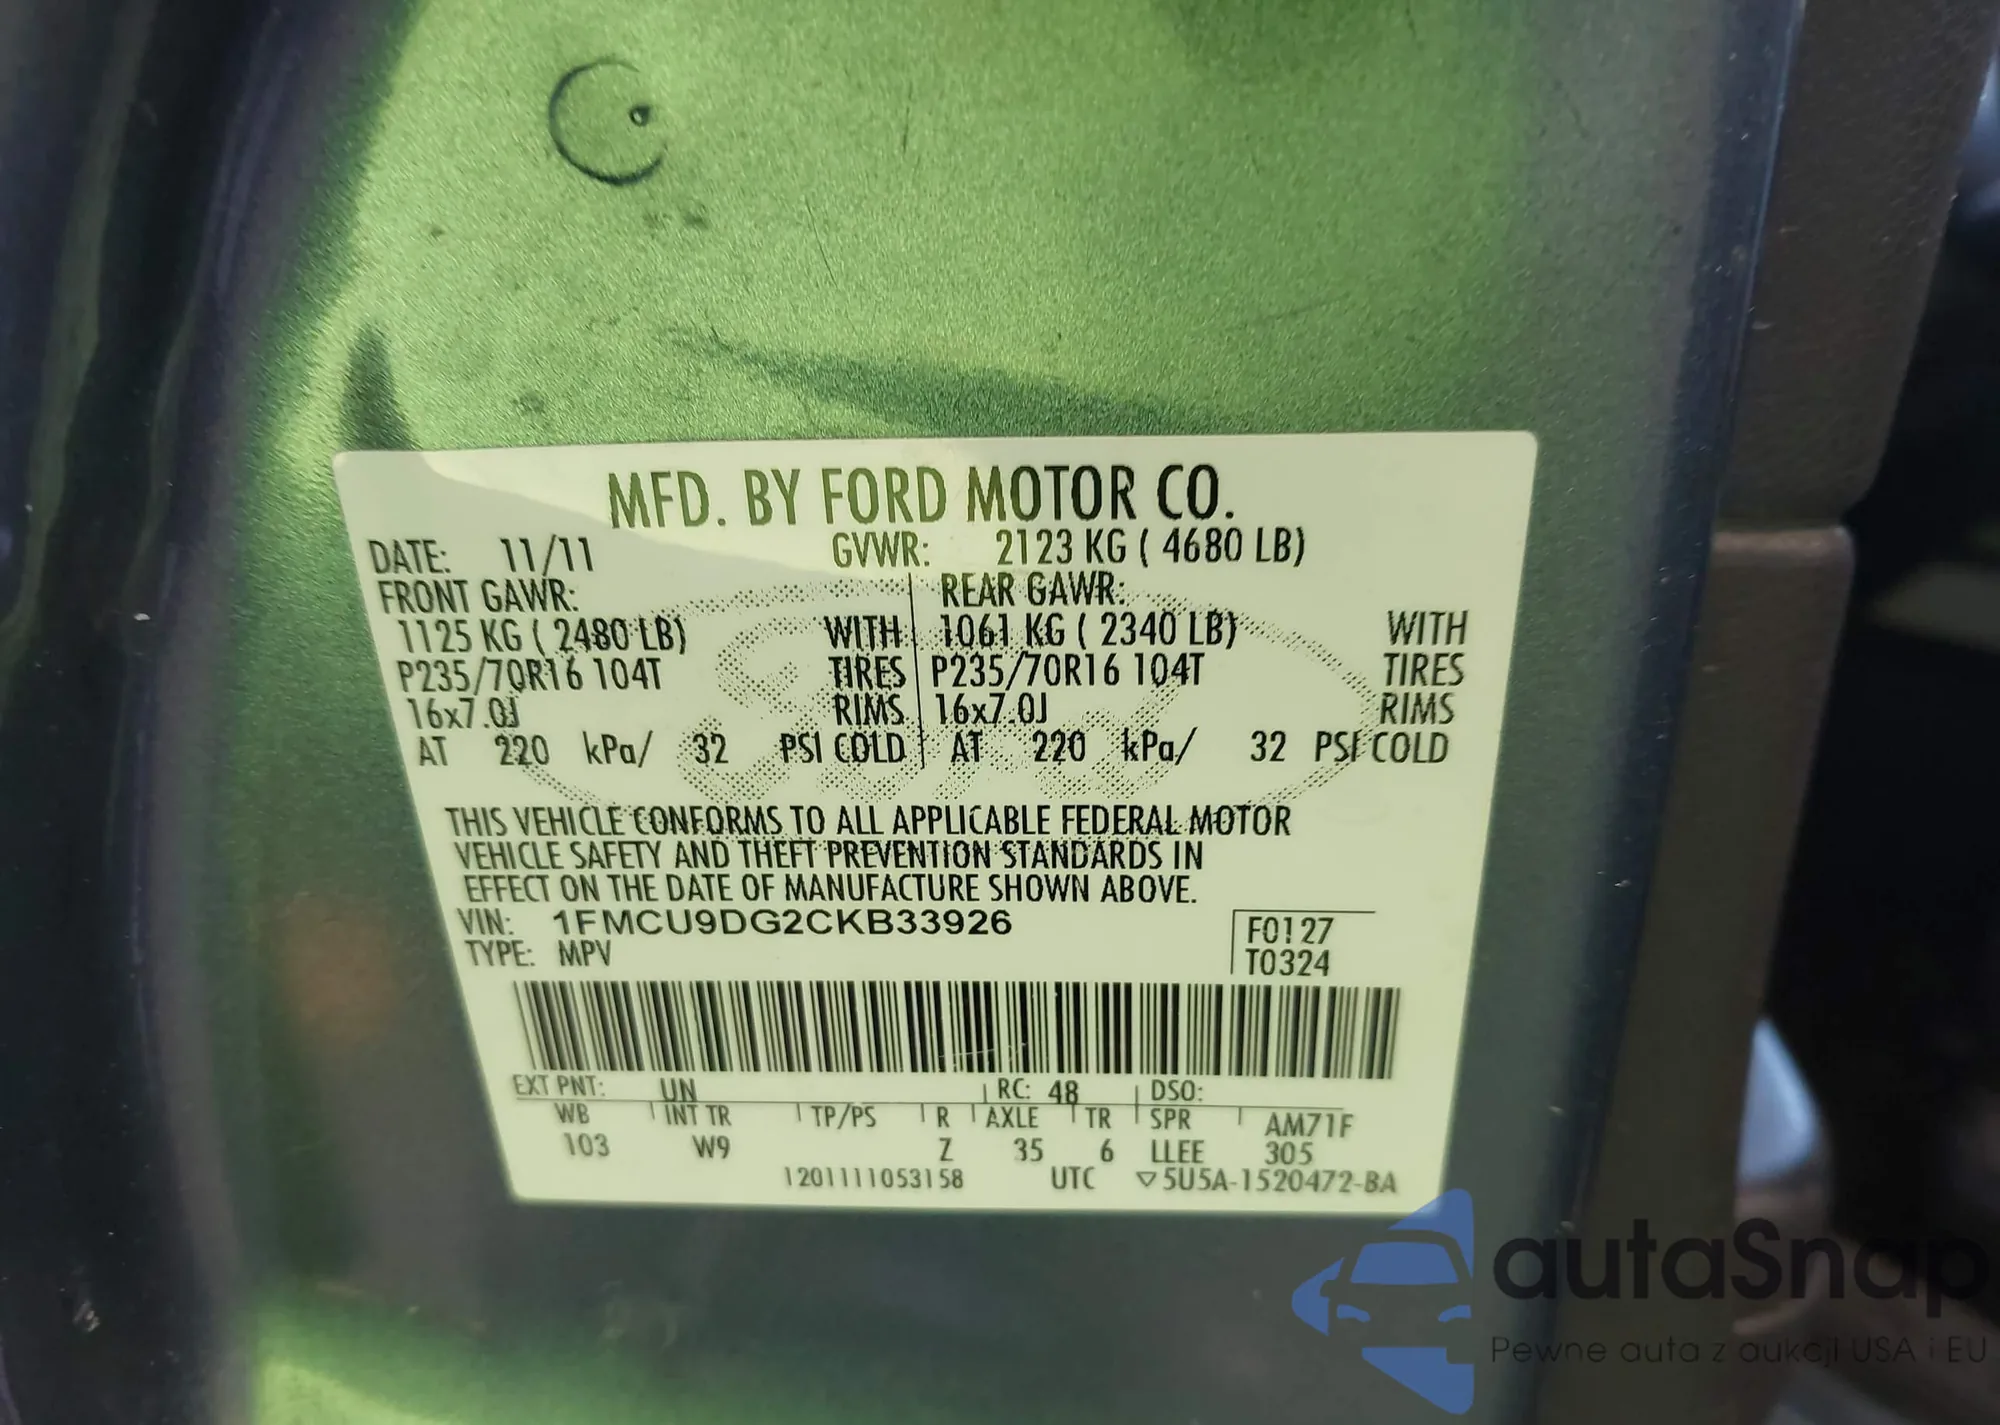 MFD. BY FORD MOTOR CO.
DATE: 11/11 GVWR: 2123 KG ( 4680 LB)
FRONT GAWR: REAR GAWR:
1125 KG ( 2480 LB) WITH 1061 KG ( 2340 LB) WITH
P235/70R16 104T TIRES P235/70R16 104T TIRES
16x7.0J RIMS 16x7.0J RIMS
AT 220 kPa/ 32 PSI COLD AT 220 kPa/ 32 PSI COLD
THIS VEHICLE CONFORMS TO ALL APPLICABLE FEDERAL MOTOR
VEHICLE SAFETY AND THEFT PREVENTION STANDARDS IN
EFFECT ON THE DATE OF MANUFACTURE SHOWN ABOVE.
VIN: 1FMCU9DG2CKB33926 F0127
TYPE: MPV T0324
EXT PNT: UN RC: 48 DSO:
WB INT TR TP/PS R AXLE TR SPR AM71F
103 W9 Z 35 6 LLEE 305
1201111053158 UTC ▽5U5A-1520472-BA
autaSnap
Pewne auta z aukcji USA i EU